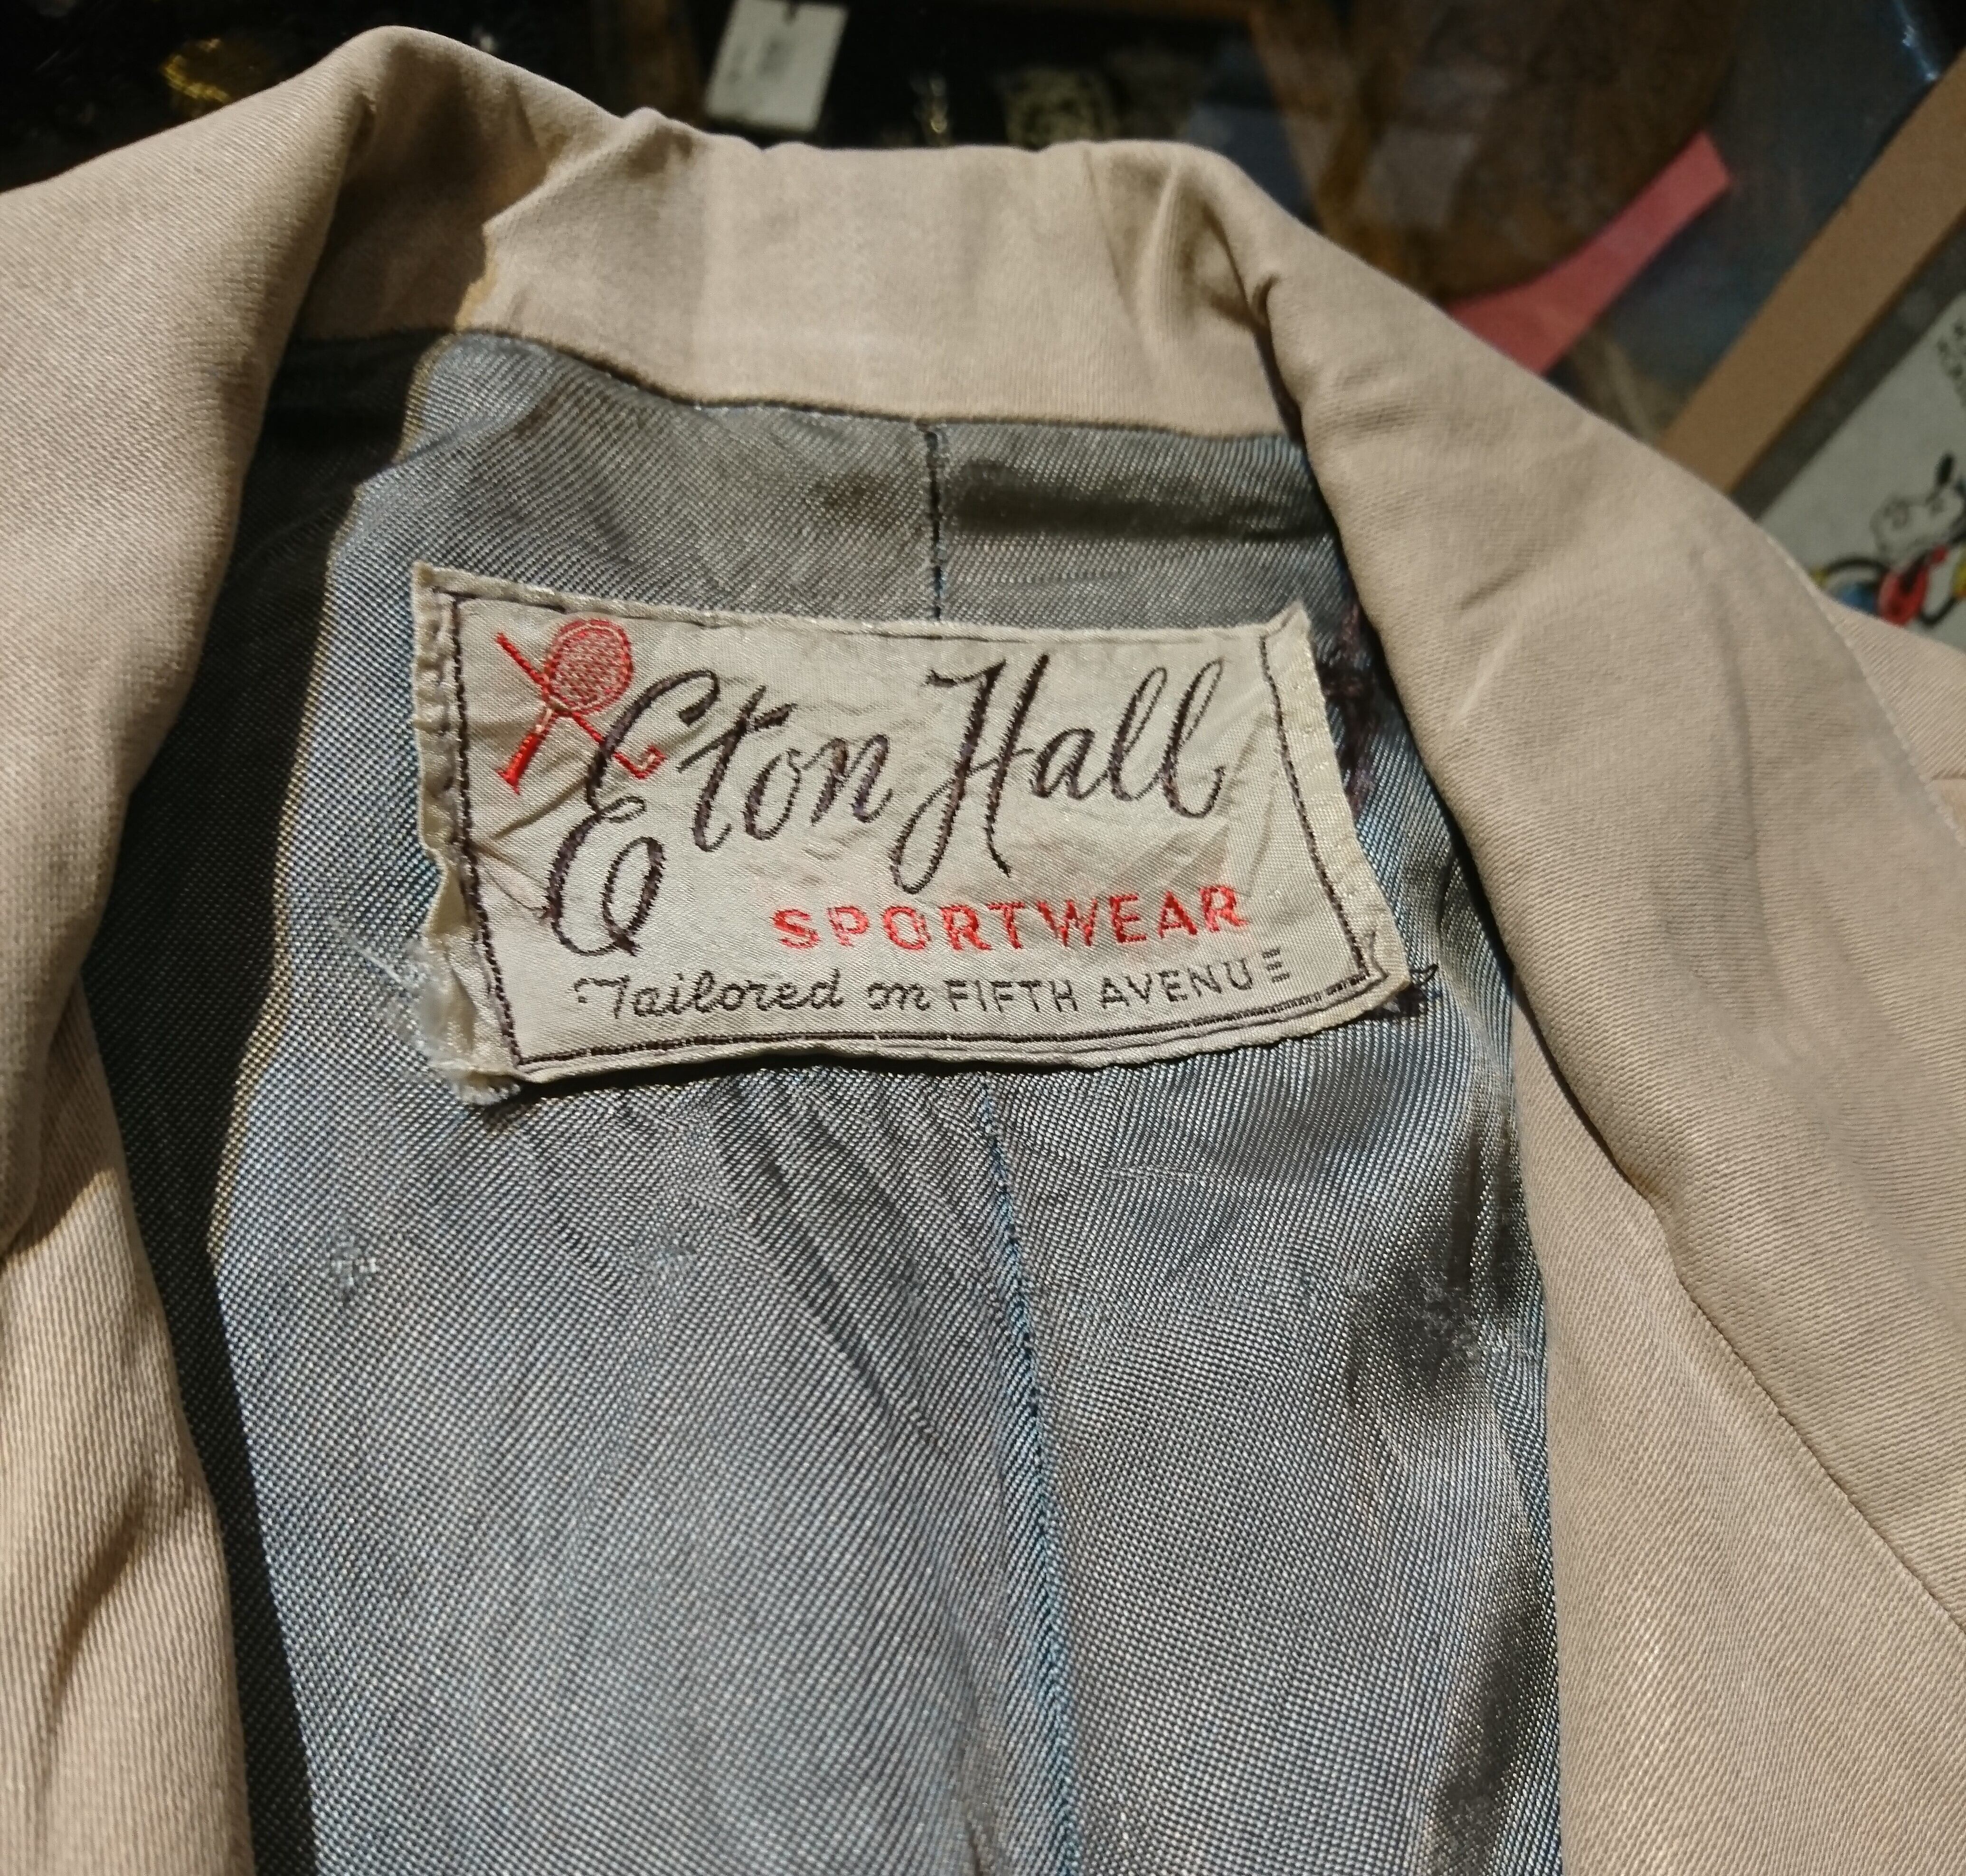 Eton Hall
SPORTWEAR
Tailored on FIFTH AVENUE